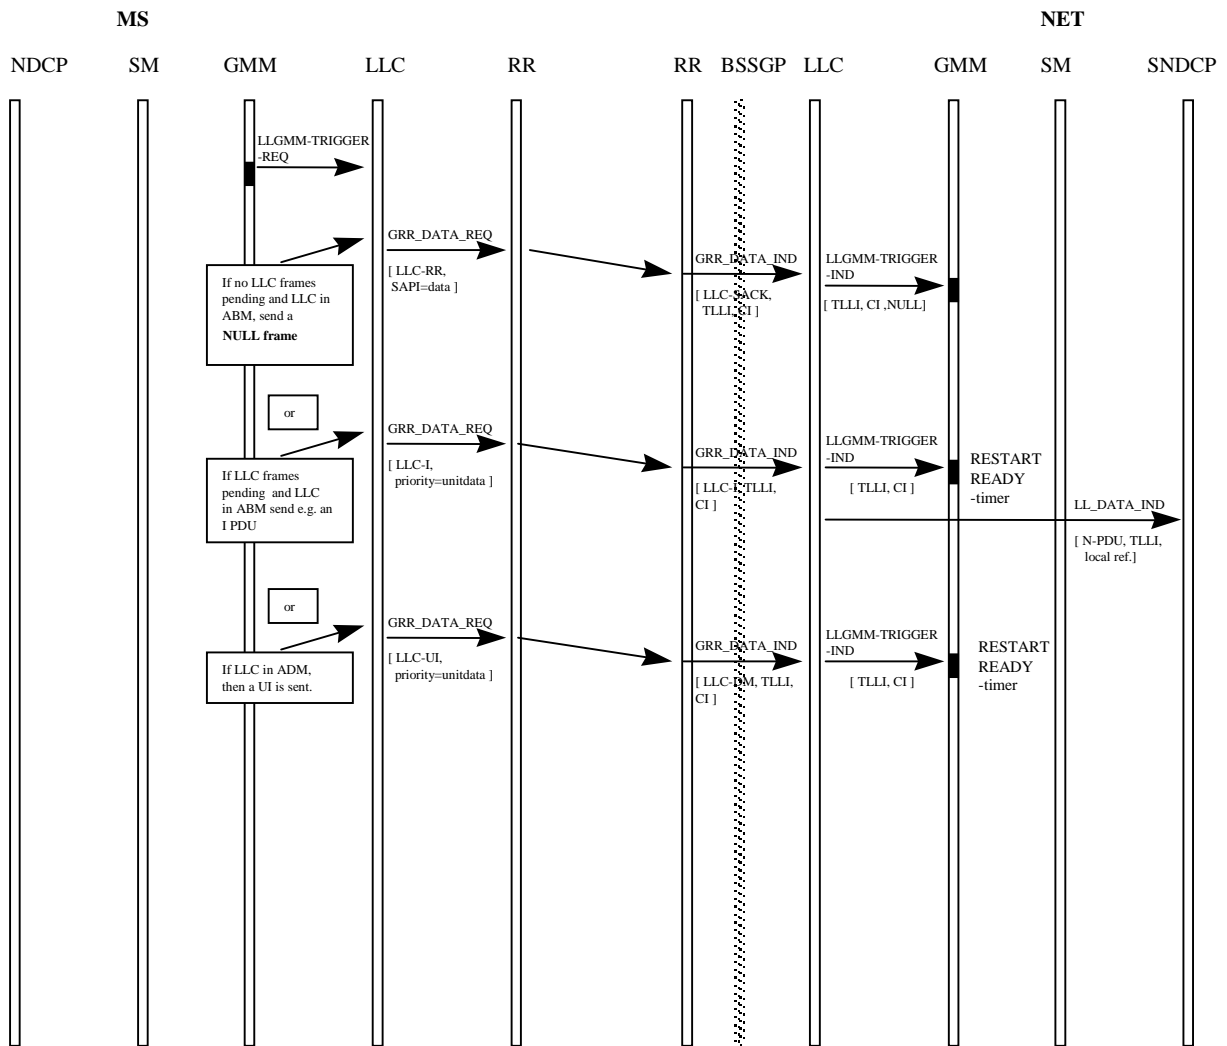 MS NET
NDCP SM GMM LLC RR RR BSSGP LLC GMM SM SNDCP
LLGMM-TRIGGER
-REQ
GRR_DATA_REQ
[ LLC-RR,
SAPI=data ]
GRR_DATA_IND
[ LLC-SACK,
TLLI, CI ]
LLGMM-TRIGGER
-IND
[ TLLI, CI ,NULL]
If no LLC frames
pending and LLC in
ABM, send a
NULL frame
or
GRR_DATA_REQ
[ LLC-I,
priority=unitdata ]
GRR_DATA_IND
[ LLC-I, TLLI,
CI ]
LLGMM-TRIGGER
-IND
[ TLLI, CI ]
RESTART
READY
-timer
If LLC frames
pending and LLC
in ABM send e.g. an
I PDU
LL_DATA_IND
[ N-PDU, TLLI,
local ref.]
or
GRR_DATA_REQ
[ LLC-UI,
priority=unitdata ]
GRR_DATA_IND
[ LLC-DM, TLLI,
CI ]
LLGMM-TRIGGER
-IND
[ TLLI, CI ]
RESTART
READY
-timer
If LLC in ADM,
then a UI is sent.